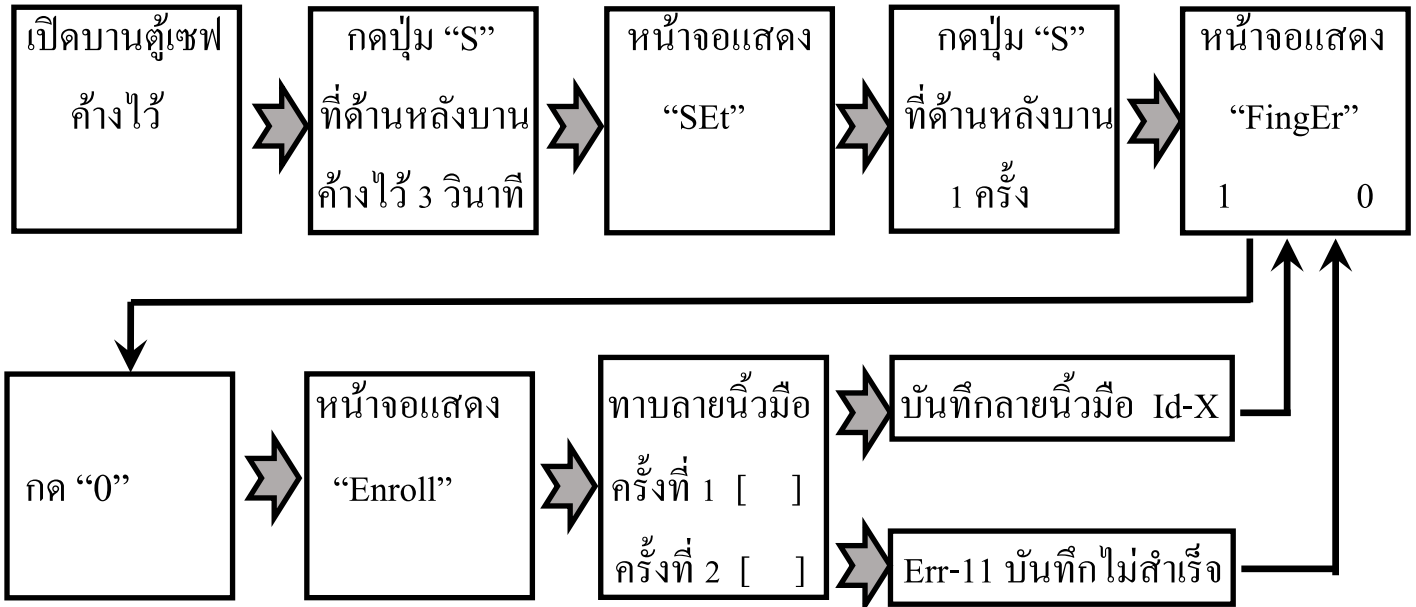 เปิดบานตู้เซฟ
ค้างไว้
กดปุ่ม “S”
ที่ด้านหลังบาน
ค้างไว้ 3 วินาที
หน้าจอแสดง
“SEt”
กดปุ่ม “S”
ที่ด้านหลังบาน
1 ครั้ง
หน้าจอแสดง
“FingEr”
1 0
กด “0”
หน้าจอแสดง
“Enroll”
ทาบลายนิ้วมือ
ครั้งที่ 1 [ ]
ครั้งที่ 2 [ ]
บันทึกลายนิ้วมือ Id-X
Err-11 บันทึกไม่สำเร็จ